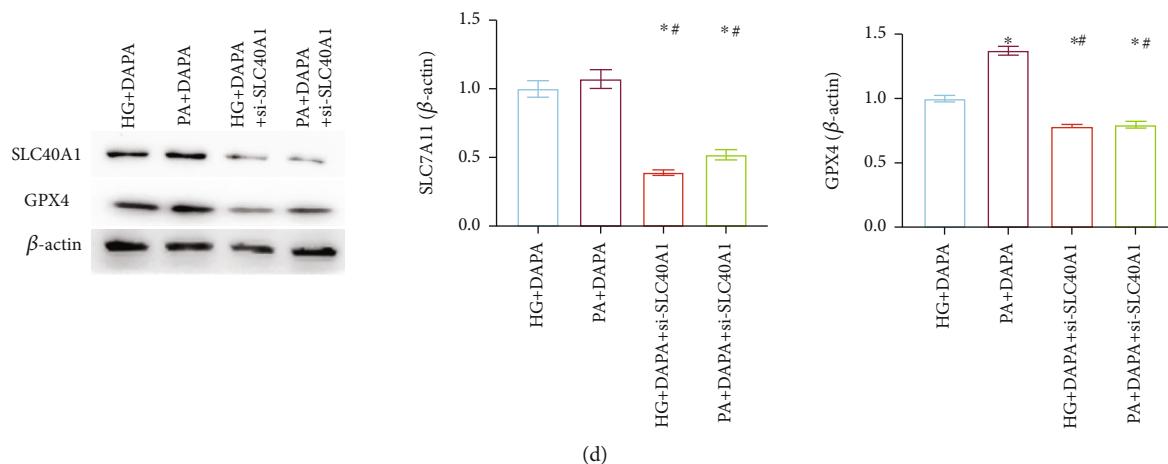 HG+DAPA
PA+DAPA
HG+DAPA
+si-SLC40A1
PA+DAPA
+si-SLC40A1
SLC40A1
GPX4
β-actin
SLC7A11 (β-actin)
1.5
1.0
0.5
0.0
*#
*#
HG+DAPA
PA+DAPA
HG+DAPA+si-SLC40A1
PA+DAPA+si-SLC40A1
GPX4 (β-actin)
1.5
1.0
0.5
0.0
*
*#
*#
HG+DAPA
PA+DAPA
HG+DAPA+si-SLC40A1
PA+DAPA+si-SLC40A1
(d)